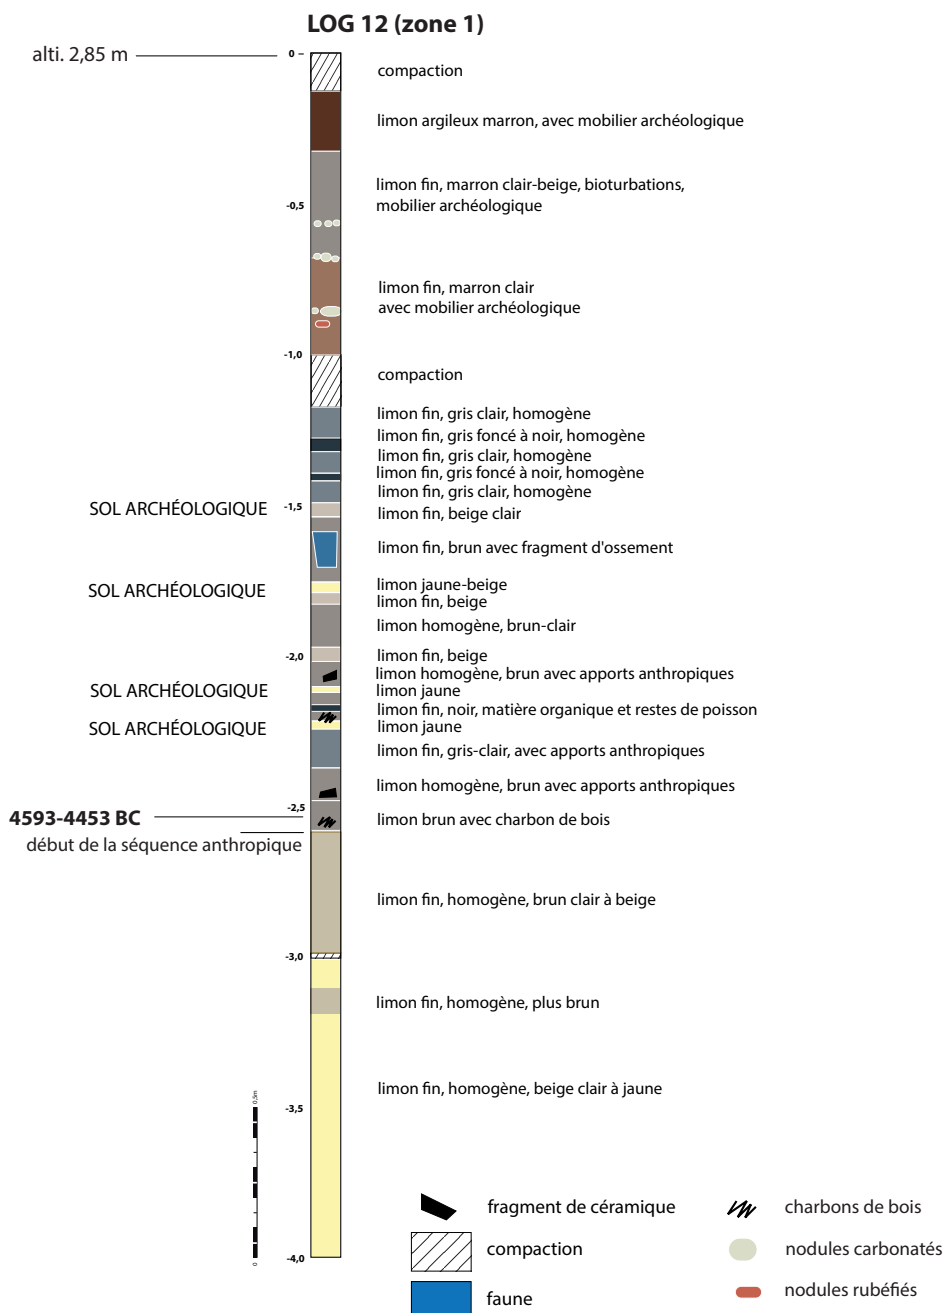 LOG 12 (zone 1)
alti. 2,85 m
0
compaction
limon argileux marron, avec mobilier archéologique
limon fin, marron clair-beige, bioturbations,
-0,5
mobilier archéologique
limon fin, marron clair
avec mobilier archéologique
-1,0
compaction
limon fin, gris clair, homogène
limon fin, gris foncé à noir, homogène
limon fin, gris clair, homogène
limon fin, gris foncé à noir, homogène
limon fin, gris clair, homogène
SOL ARCHÉOLOGIQUE
-1,5
limon fin, beige clair
limon fin, brun avec fragment d'ossement
SOL ARCHÉOLOGIQUE
limon jaune-beige
limon fin, beige
limon homogène, brun-clair
-2,0
limon fin, beige
limon homogène, brun avec apports anthropiques
SOL ARCHÉOLOGIQUE
limon jaune
limon fin, noir, matière organique et restes de poisson
SOL ARCHÉOLOGIQUE
limon jaune
limon fin, gris-clair, avec apports anthropiques
limon homogène, brun avec apports anthropiques
-2,5
4593-4453 BC
limon brun avec charbon de bois
début de la séquence anthropique
limon fin, homogène, brun clair à beige
-3,0
limon fin, homogène, plus brun
limon fin, homogène, beige clair à jaune
0,5m
-3,5
0
-4,0
fragment de céramique
charbons de bois
compaction
nodules carbonatés
faune
nodules rubéfiés